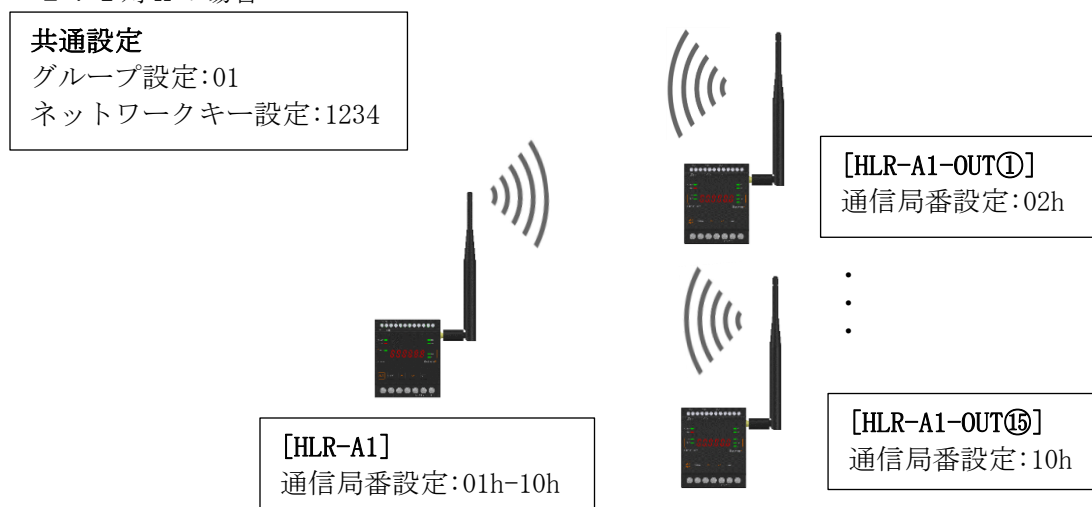 共通設定
グループ設定:01
ネットワークキー設定:1234
[HLR-A1-OUT①]
通信局番設定:02h
[HLR-A1-OUT⑮]
通信局番設定:10h
[HLR-A1]
通信局番設定:01h-10h